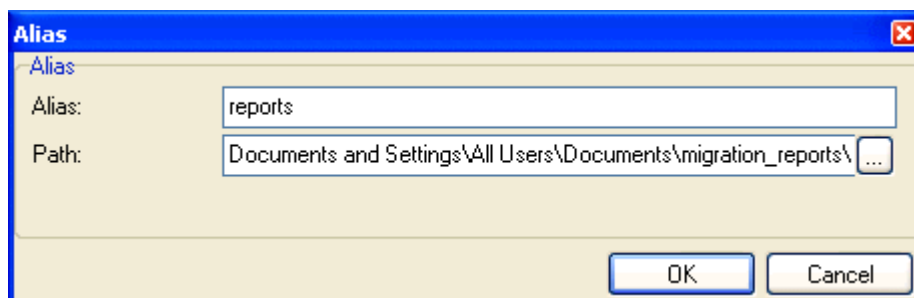 Alias
Alias
Alias: reports
Path: Documents and Settings\All Users\Documents\migration_reports\ ...
OK Cancel